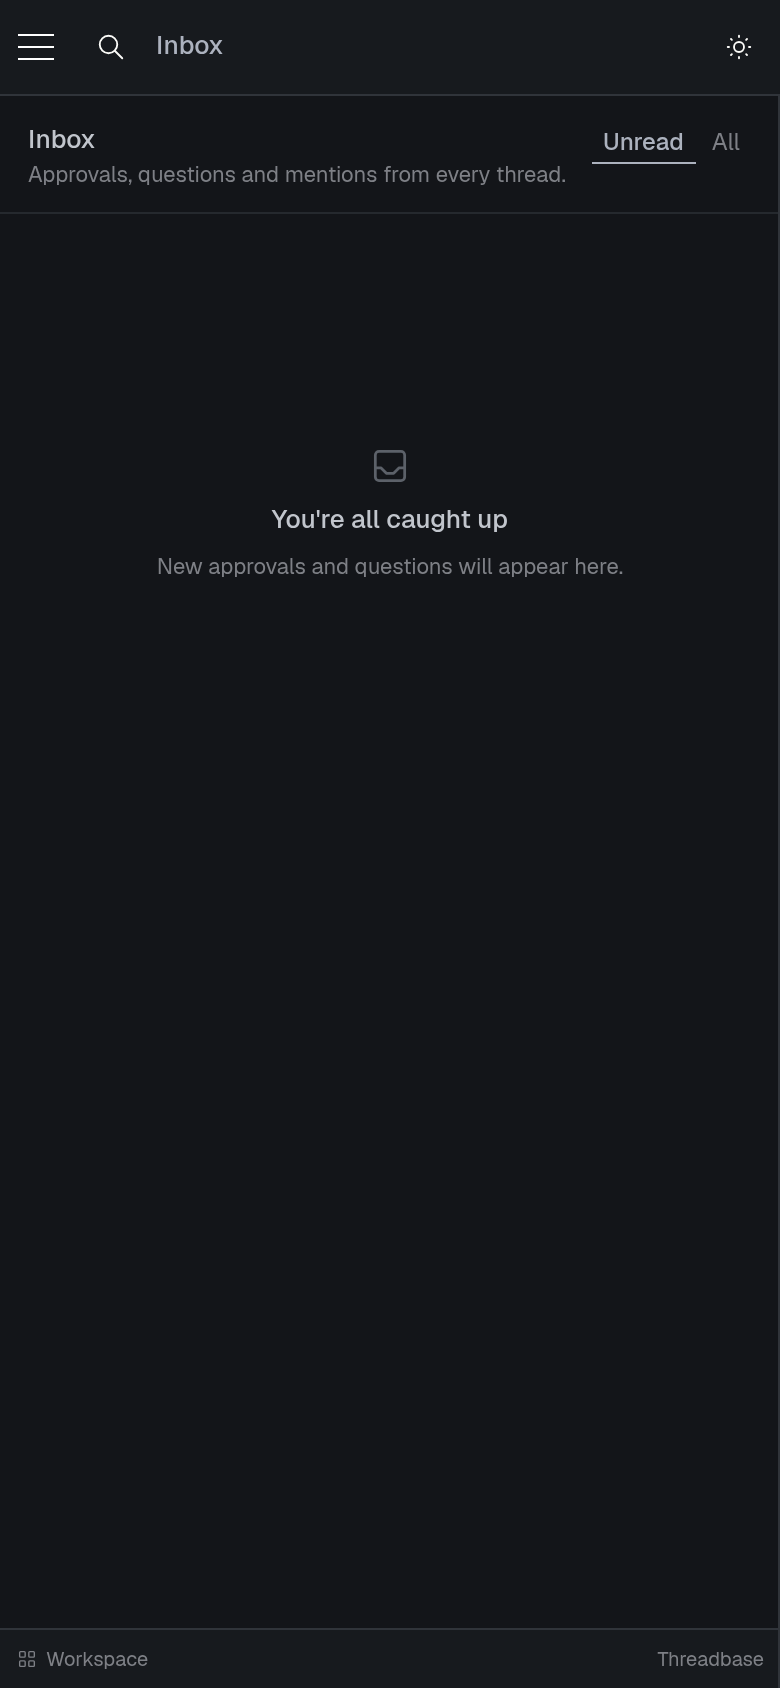 Inbox
Inbox
Unread
All
Approvals, questions and mentions from every thread.
You're all caught up
New approvals and questions will appear here.
Workspace
Threadbase